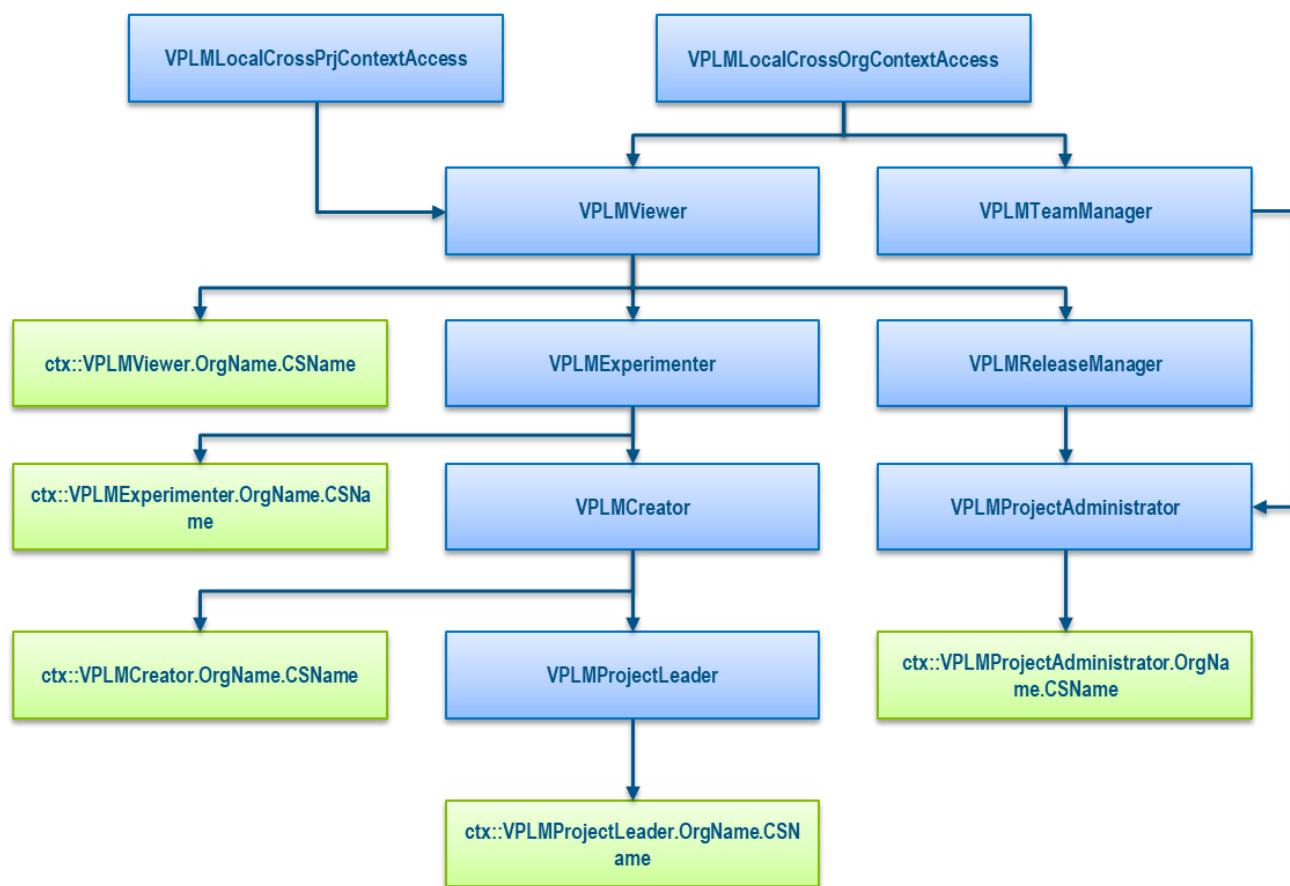 VPLMLocalCrossPrjContextAccess
VPLMLocalCrossOrgContextAccess
VPLMViewer
VPLMTeamManager
ctx::VPLMViewer.OrgName.CSName
VPLMExperimenter
VPLMReleaseManager
ctx::VPLMExperimenter.OrgName.CSNa
me
VPLMCreator
VPLMProjectAdministrator
ctx::VPLMCreator.OrgName.CSName
VPLMProjectLeader
ctx::VPLMProjectAdministrator.OrgNa
me.CSName
ctx::VPLMProjectLeader.OrgName.CSN
ame